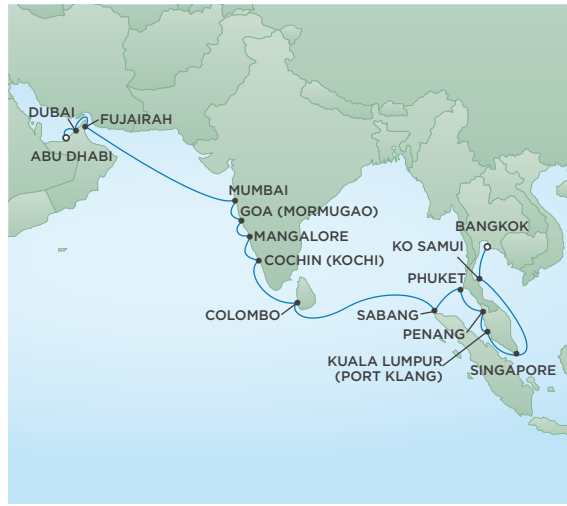 DUBAI
FUJAIRAH
ABU DHABI
MUMBAI
GOA (MORMUGAO)
MANGALORE
BANGKOK
KO SAMUI
COCHIN (KOCHI)
PHUKET
COLOMBO
SABANG
PENANG
KUALA LUMPUR
(PORT KLANG)
SINGAPORE